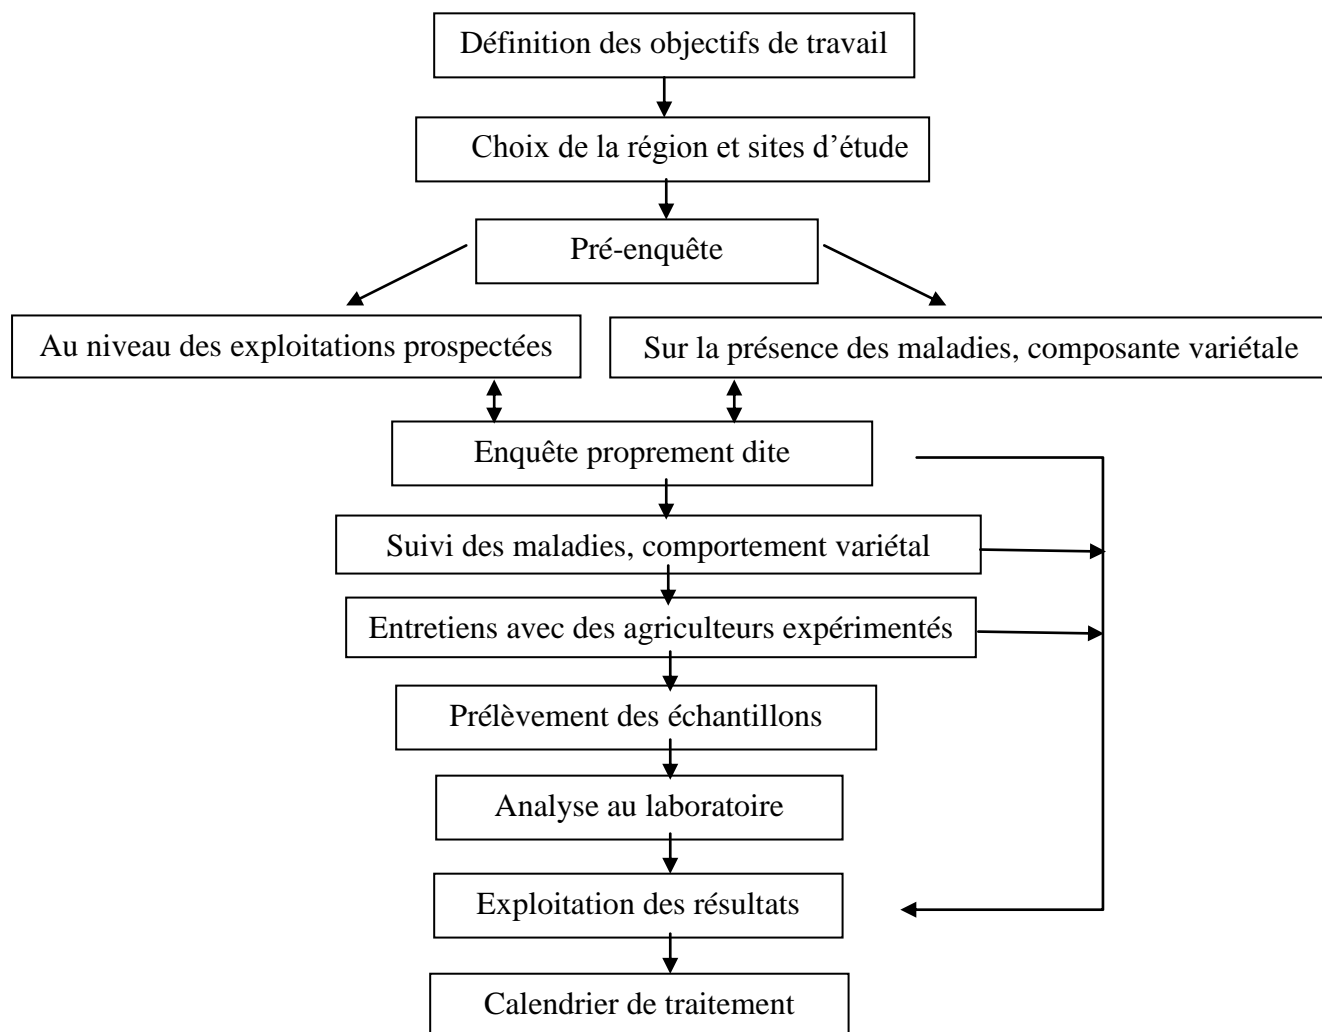 Définition des objectifs de travail
Choix de la région et sites d’étude
Pré-enquête
Au niveau des exploitations prospectées
Sur la présence des maladies, composante variétale
Enquête proprement dite
Suivi des maladies, comportement variétal
Entretiens avec des agriculteurs expérimentés
Prélèvement des échantillons
Analyse au laboratoire
Exploitation des résultats
Calendrier de traitement